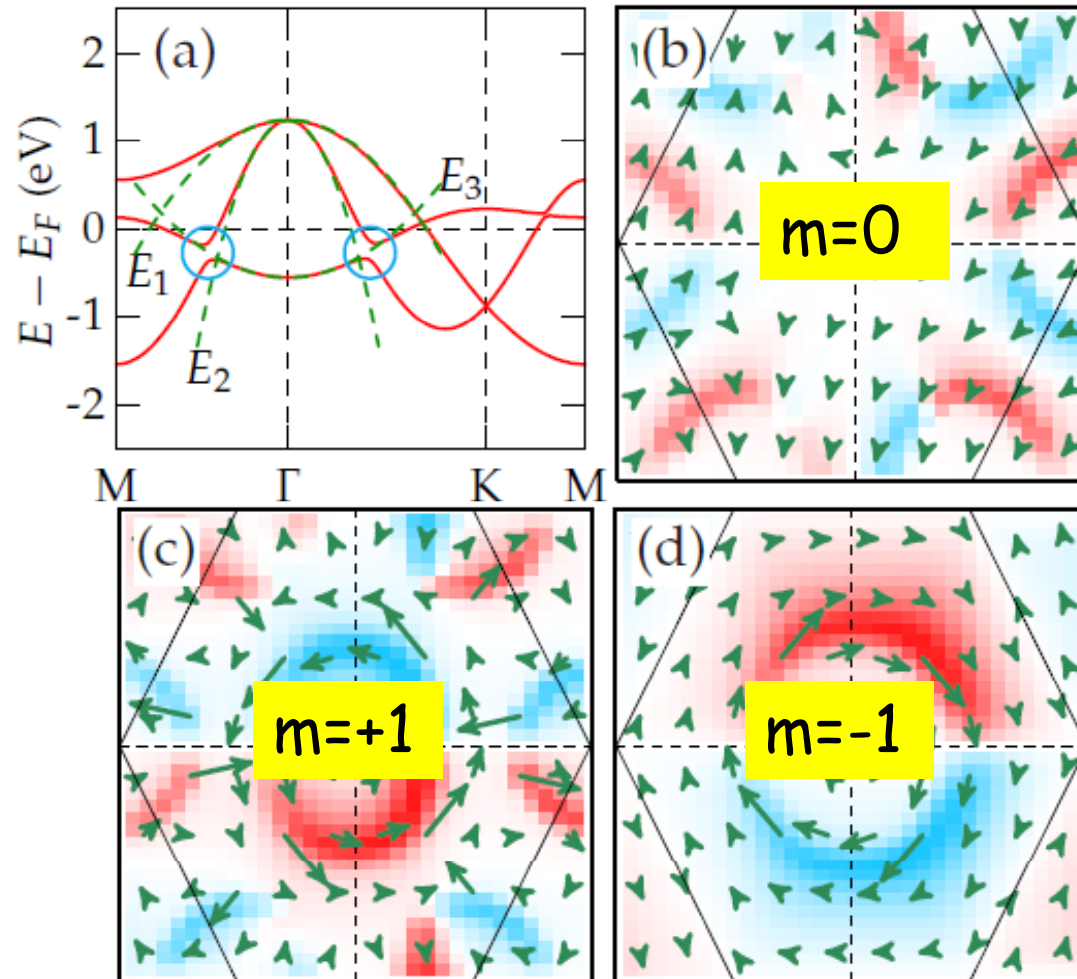 (a)
2
1
0
-1
-2
E − E_F (eV)
E_1
E_2
E_3
M Γ K M
(b)
m=0
(c)
m=+1
(d)
m=-1